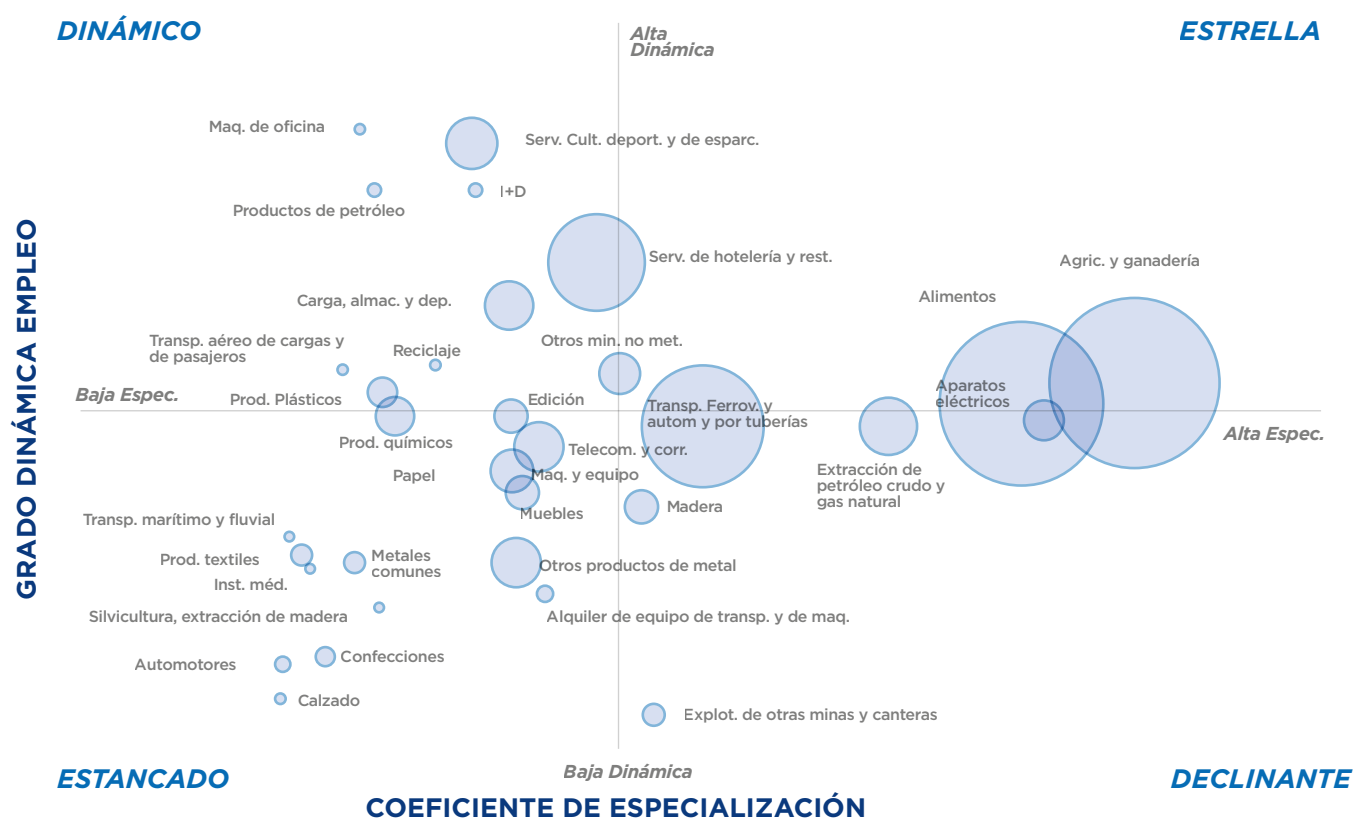 DINÁMICO
Alta
Dinámica
ESTRELLA
Maq. de oficina
Serv. Cult. deport. y de esparc.
Productos de petróleo
I+D
Serv. de hotelería y rest.
Agric. y ganadería
Alimentos
Carga, almac. y dep.
Transp. aéreo de cargas y
de pasajeros
Reciclaje
Otros min. no met.
Baja Espec.
Prod. Plásticos
Edición
Transp. Ferrov. y
autom y por tuberías
Aparatos
eléctricos
Alta Espec.
Prod. químicos
Telecom. y corr.
Papel
Maq. y equipo
Extracción de
petróleo crudo y
gas natural
Muebles
Madera
Transp. marítimo y fluvial
Prod. textiles
Metales
comunes
Otros productos de metal
Inst. méd.
Silvicultura, extracción de madera
Alquiler de equipo de transp. y de maq.
Automotores
Confecciones
Calzado
Explot. de otras minas y canteras
GRADO DINÁMICA EMPLEO
Baja Dinámica
ESTANCADO
DECLINANTE
COEFICIENTE DE ESPECIALIZACIÓN